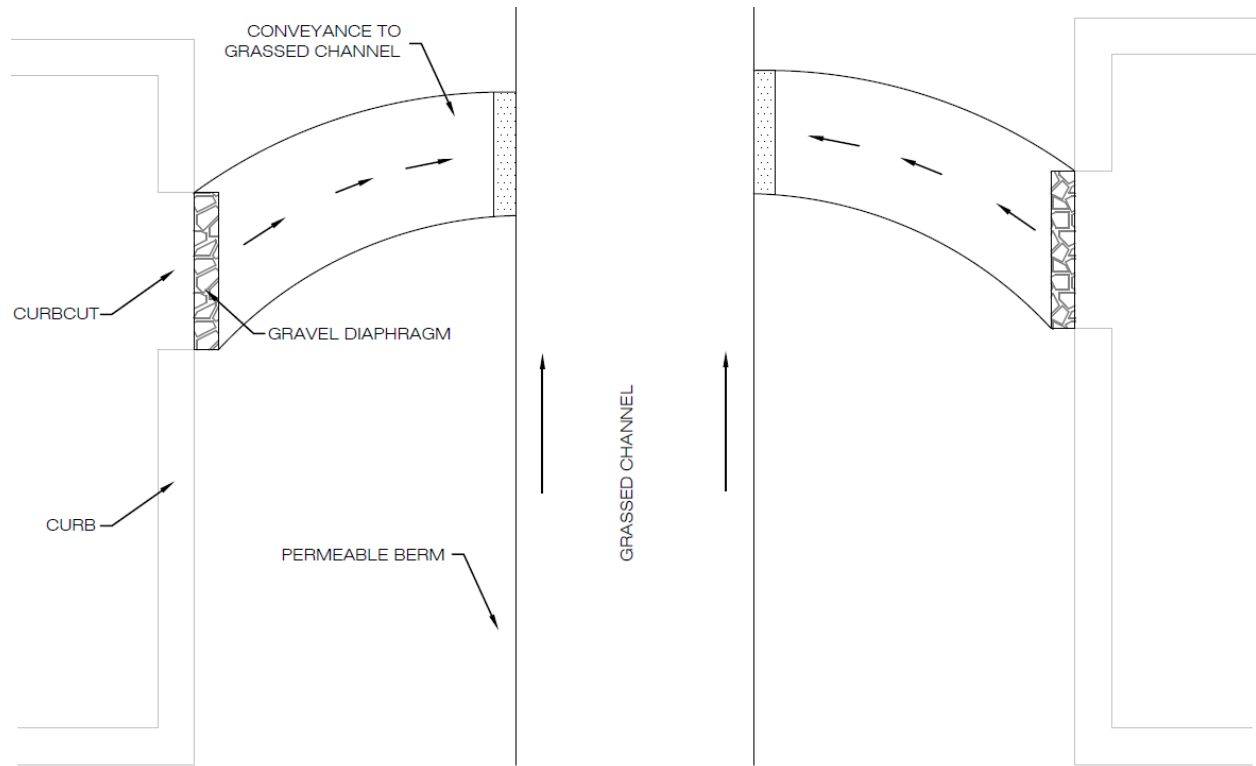 CONVEYANCE TO
GRASSED CHANNEL
CURBCUT
GRAVEL DIAPHRAGM
GRASSED CHANNEL
CURB
PERMEABLE BERM